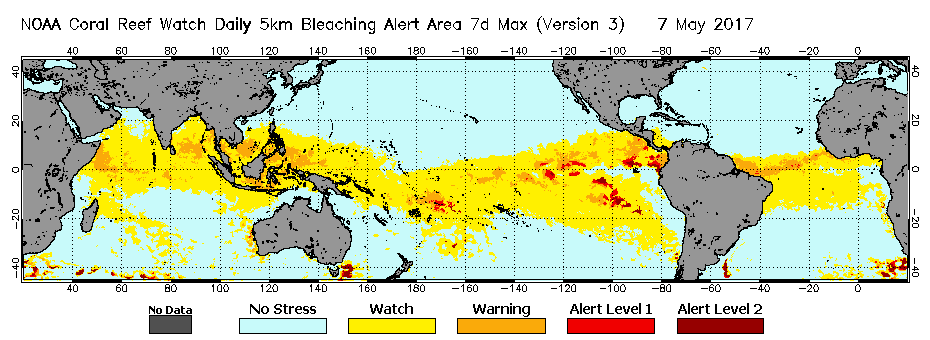 NOAA Coral Reef Watch Daily 5km Bleaching Alert Area 7d Max (Version 3) 7 May 2017
40 60 80 100 120 140 160 180 −160 −140 −120 −100 −80 −60 −40 −20 0
40 40
20 20
0 0
−20 −20
−40 −40
40 60 80 100 120 140 160 180 −160 −140 −120 −100 −80 −60 −40 −20 0
No Data No Stress Watch Warning Alert Level 1 Alert Level 2